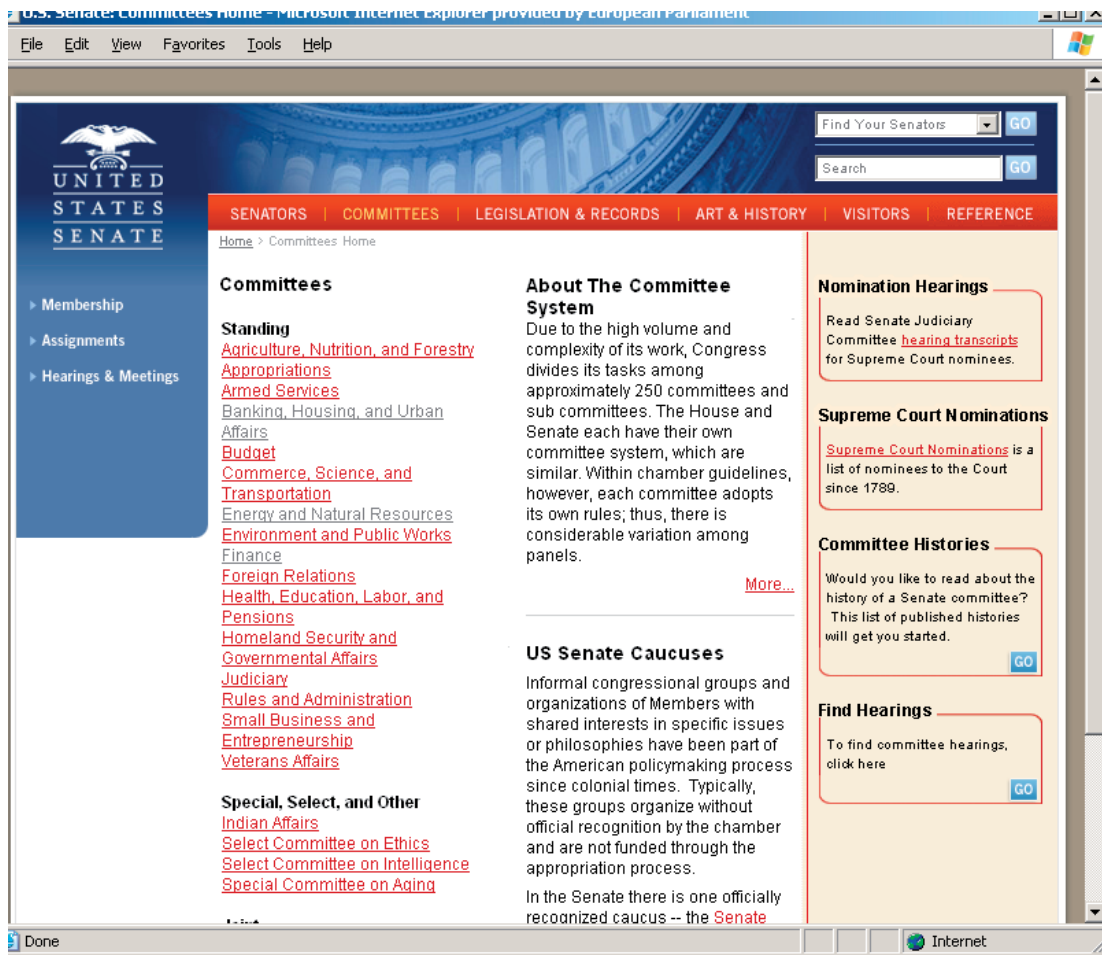 U.S. Senate: Committees Home - Microsoft Internet Explorer provided by European Parliament
File Edit View Favorites Tools Help
UNITED
STATES
SENATE
Find Your Senators GO
Search GO
SENATORS | COMMITTEES | LEGISLATION & RECORDS | ART & HISTORY | VISITORS | REFERENCE
Membership
Assignments
Hearings & Meetings
Home > Committees Home
Committees
Standing
Agriculture, Nutrition, and Forestry
Appropriations
Armed Services
Banking, Housing, and Urban
Affairs
Budget
Commerce, Science, and
Transportation
Energy and Natural Resources
Environment and Public Works
Finance
Foreign Relations
Health, Education, Labor, and
Pensions
Homeland Security and
Governmental Affairs
Judiciary
Rules and Administration
Small Business and
Entrepreneurship
Veterans Affairs
Special, Select, and Other
Indian Affairs
Select Committee on Ethics
Select Committee on Intelligence
Special Committee on Aging
Joint
About The Committee
System
Due to the high volume and
complexity of its work, Congress
divides its tasks among
approximately 250 committees and
sub committees. The House and
Senate each have their own
committee system, which are
similar. Within chamber guidelines,
however, each committee adopts
its own rules; thus, there is
considerable variation among
panels.
More...
US Senate Caucuses
Informal congressional groups and
organizations of Members with
shared interests in specific issues
or philosophies have been part of
the American policymaking process
since colonial times. Typically,
these groups organize without
official recognition by the chamber
and are not funded through the
appropriation process.
In the Senate there is one officially
recognized caucus -- the Senate
Nomination Hearings
Read Senate Judiciary
Committee hearing transcripts
for Supreme Court nominees.
Supreme Court Nominations
Supreme Court Nominations is a
list of nominees to the Court
since 1789.
Committee Histories
Would you like to read about the
history of a Senate committee?
This list of published histories
will get you started.
GO
Find Hearings
To find committee hearings,
click here
GO
Done
Internet